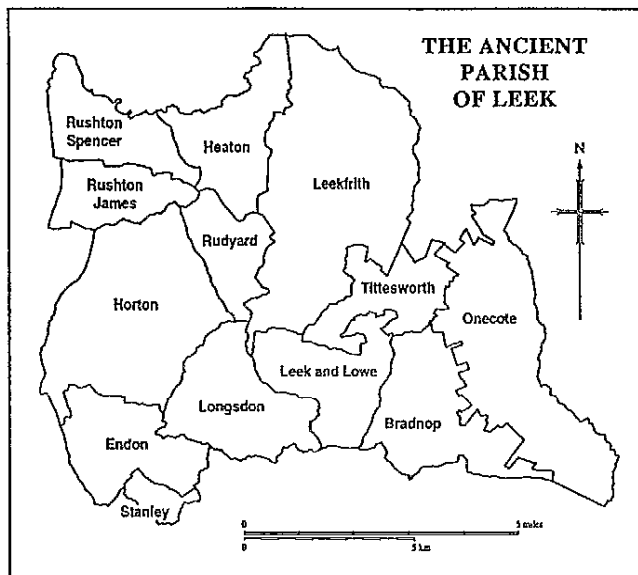 THE ANCIENT
PARISH
OF LEEK
N
Rushton
Spencer
Heaton
Leekfrith
Rushton
James
Rudyard
Tittesworth
Horton
Onecote
Leek and Lowe
Longsdon
Bradnop
Endon
Stanley
0 5 miles
0 5 km